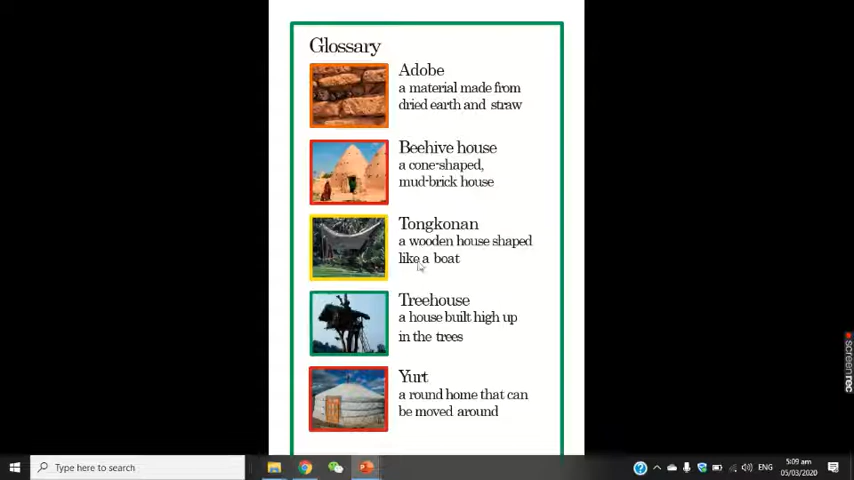 Glossary
Adobe
a material made from
dried earth and straw
Beehive house
a cone-shaped,
mud-brick house
Tongkonan
a wooden house shaped
like a boat
Treehouse
a house built high up
in the trees
Yurt
a round home that can
be moved around
screenrec
Type here to search
ENG
5:09 am
05/03/2020